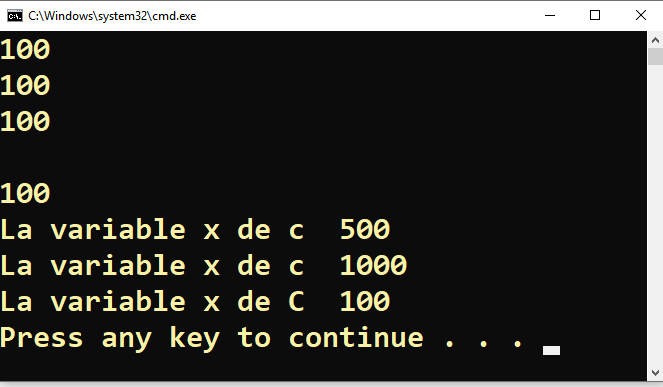 C:\Windows\system32\cmd.exe
100
100
100
100
La variable x de c  500
La variable x de c  1000
La variable x de C  100
Press any key to continue . . .